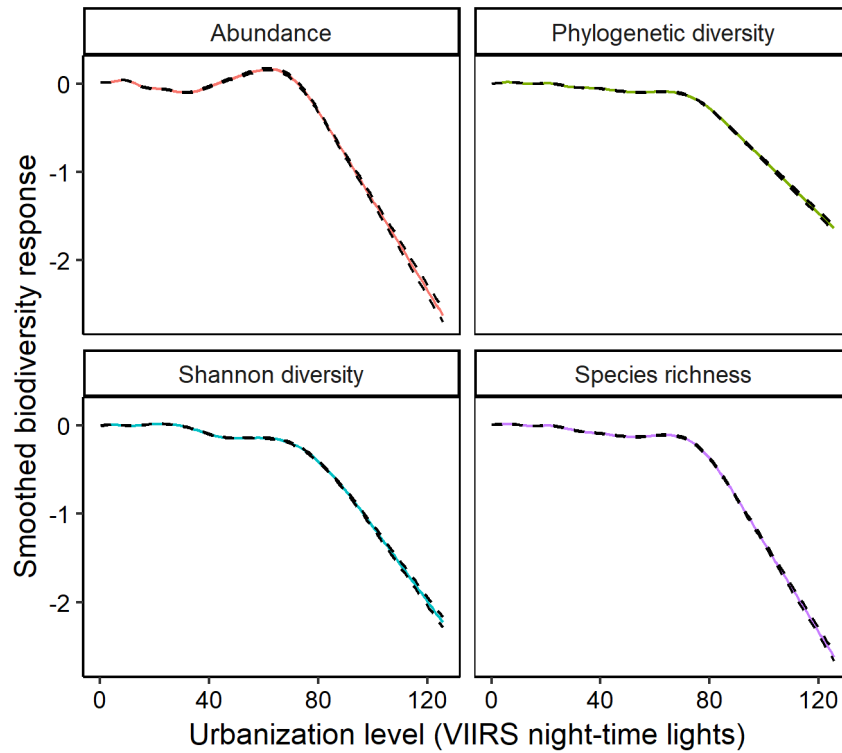 Abundance
Phylogenetic diversity
0
-1
-2
Shannon diversity
Species richness
0
-1
-2
0 40 80 120
0 40 80 120
Urbanization level (VIIRS night-time lights)
Smoothed biodiversity response